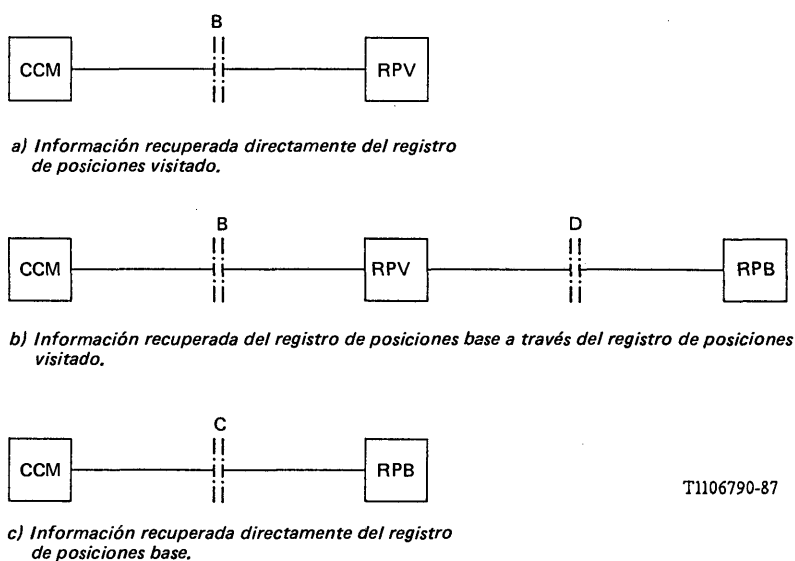 B
CCM RPV
a) Información recuperada directamente del registro
de posiciones visitado.
B D
CCM RPV RPB
b) Información recuperada del registro de posiciones base a través del registro de posiciones
visitado.
C
CCM RPB
T1106790-87
c) Información recuperada directamente del registro
de posiciones base.